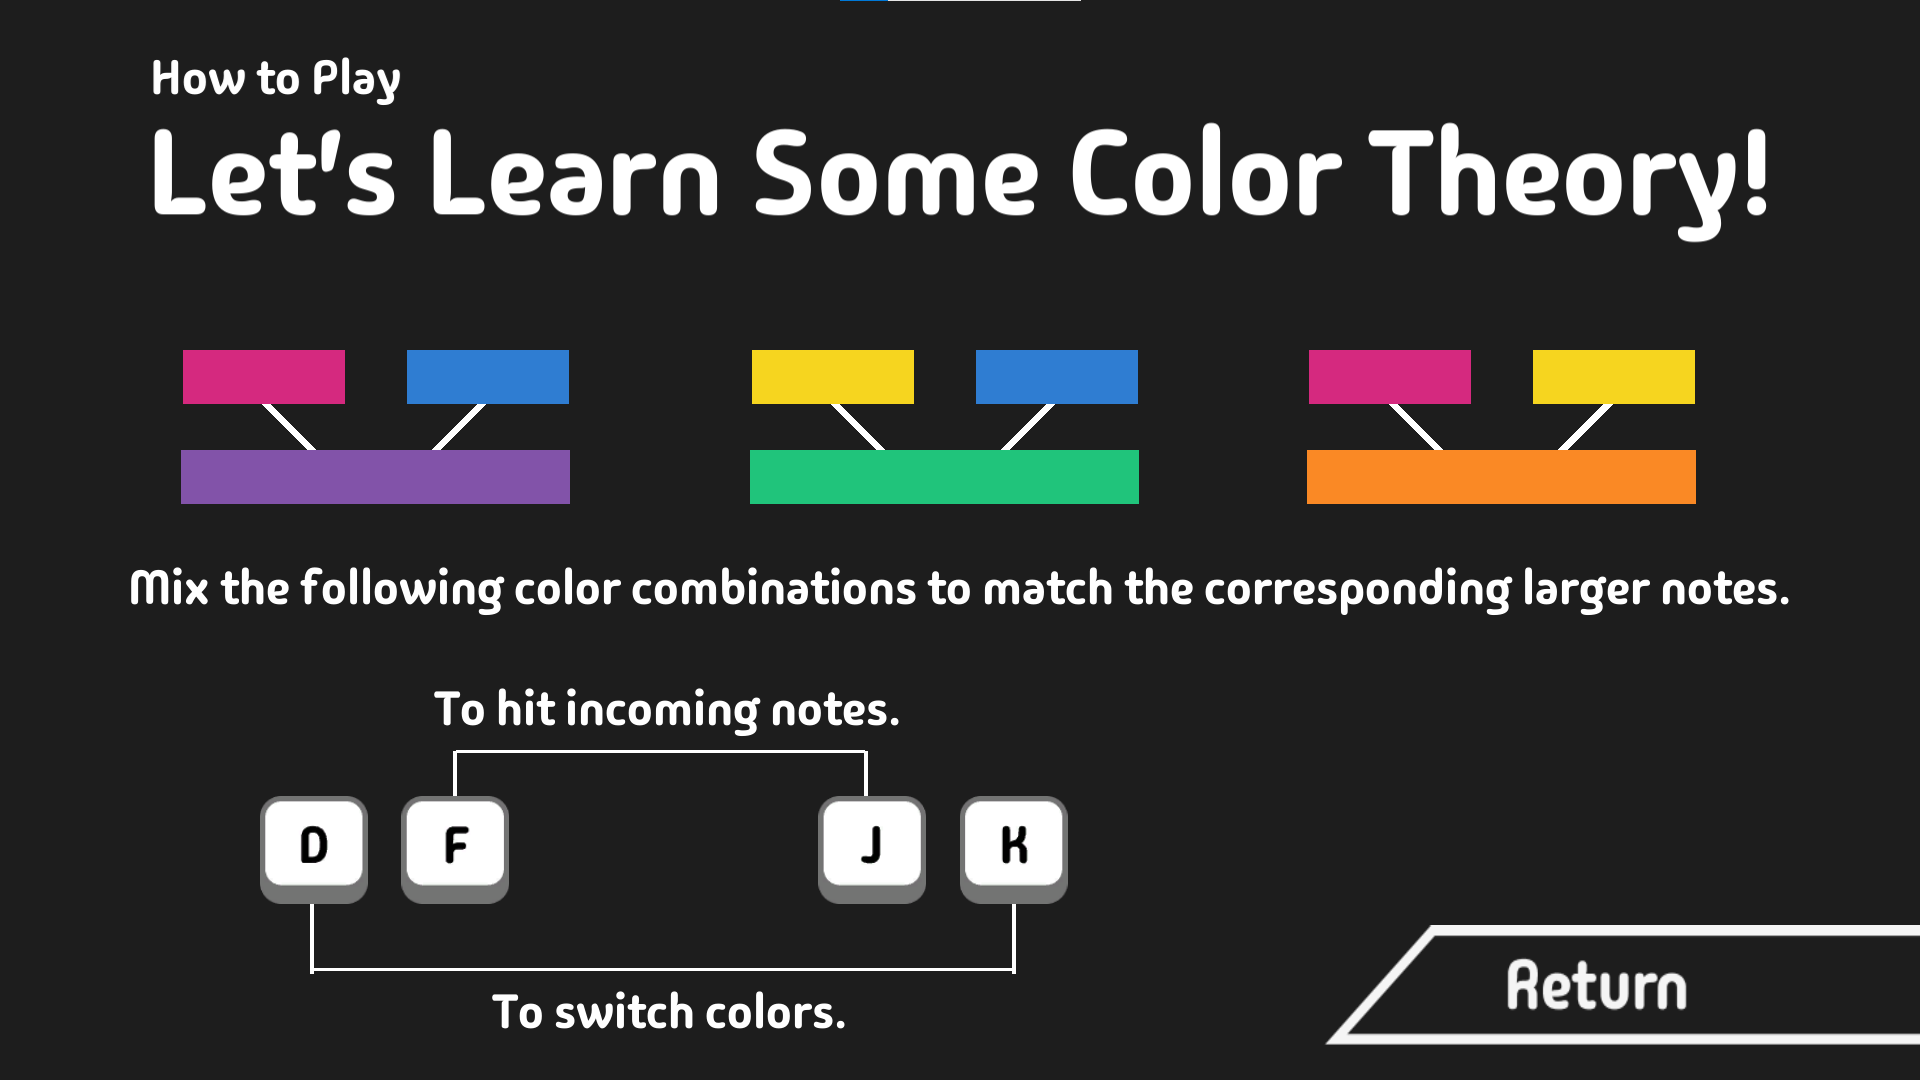 How to Play
Let's Learn Some Color Theory!
Mix the following color combinations to match the corresponding larger notes.
To hit incoming notes.
D F J K
To switch colors.
Return